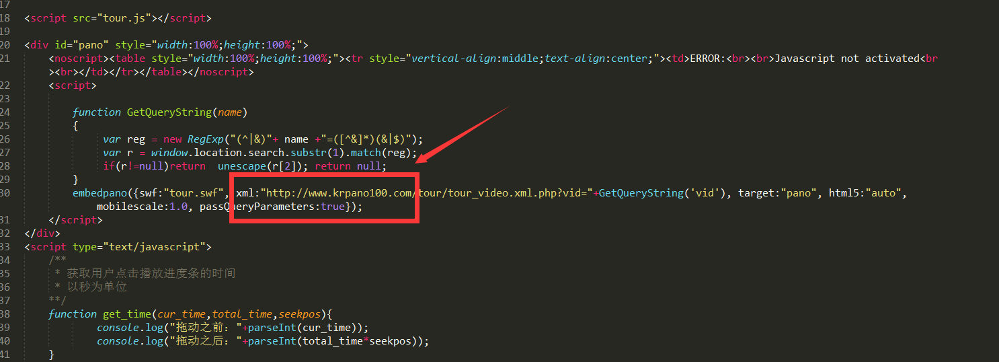 17
18 <script src="tour.js"></script>
19
20 <div id="pano" style="width:100%;height:100%;">
21 <noscript><table style="width:100%;height:100%;"><tr style="vertical-align:middle;text-align:center;"><td>ERROR:<br><br>Javascript not activated<br
><br></td></tr></table></noscript>
22 <script>
23
24 function GetQueryString(name)
25 {
26 var reg = new RegExp("(^|&)"+ name +"=([^&]*)(&|$)");
27 var r = window.location.search.substr(1).match(reg);
28 if(r!=null)return  unescape(r[2]); return null;
29 }
30 embedpano({swf:"tour.swf", xml:"http://www.krpano100.com/tour/tour_video.xml.php?vid="+GetQueryString('vid'), target:"pano", html5:"auto",
mobilescale:1.0, passQueryParameters:true});
31 </script>
32 </div>
33 <script type="text/javascript">
34 /**
35 * 获取用户点击播放进度条的时间
36 * 以秒为单位
37 **/
38 function get_time(cur_time,total_time,seekpos){
39 console.log("拖动之前："+parseInt(cur_time));
40 console.log("拖动之后："+parseInt(total_time*seekpos));
41 }